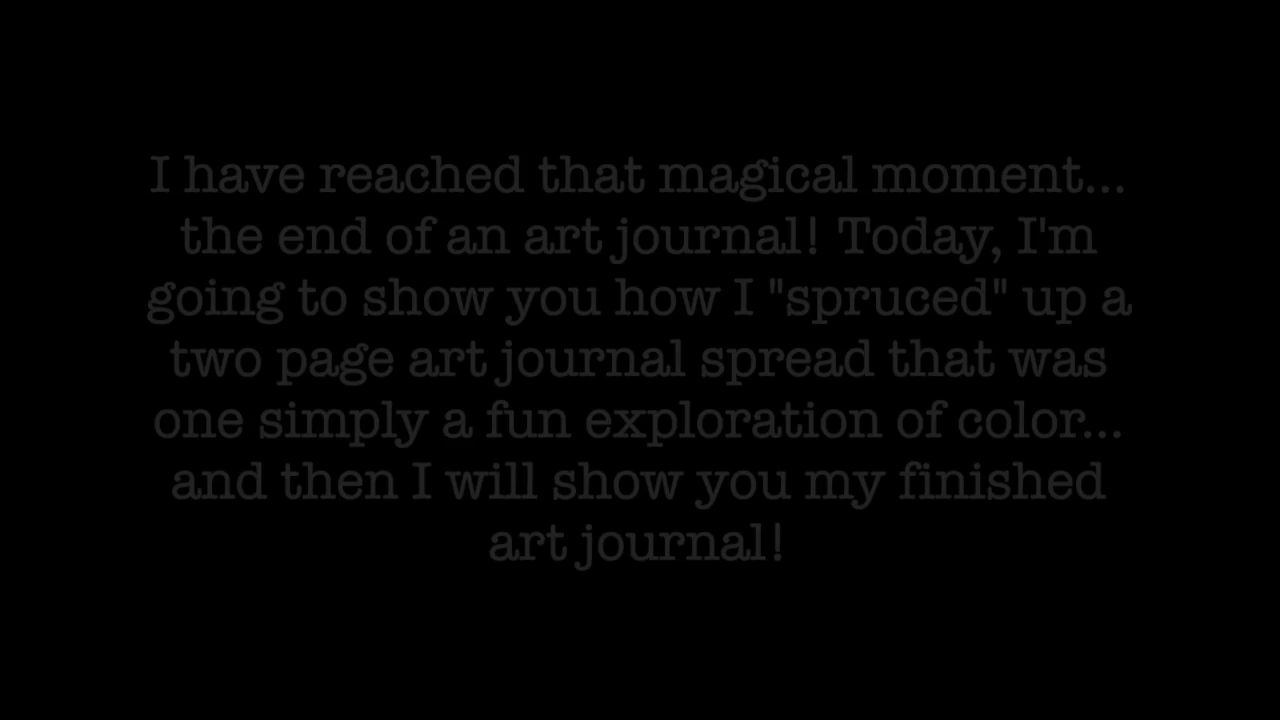 I have reached that magical moment...
the end of an art journal! Today, I'm
going to show you how I "spruced" up a
two page art journal spread that was
one simply a fun exploration of color...
and then I will show you my finished
art journal!